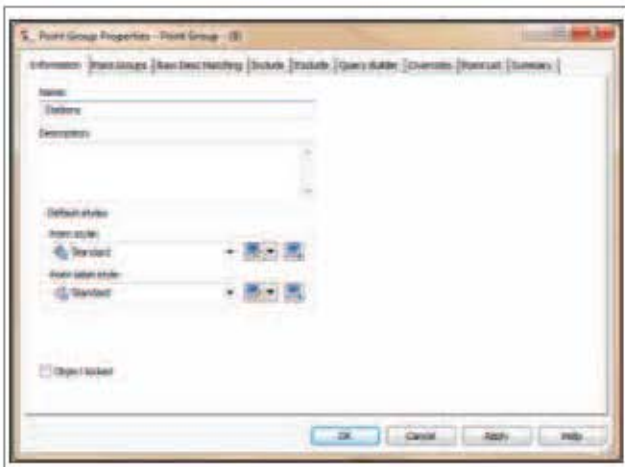 Point Group Properties - Point Group - (8)
Information Point Groups Raw Desc Matching Include Exclude Query Builder Overrides Point List Summary
Name:
Stations
Description:
Default styles
Point style:
Standard
Point label style:
Standard
Object locked
OK Cancel Apply Help